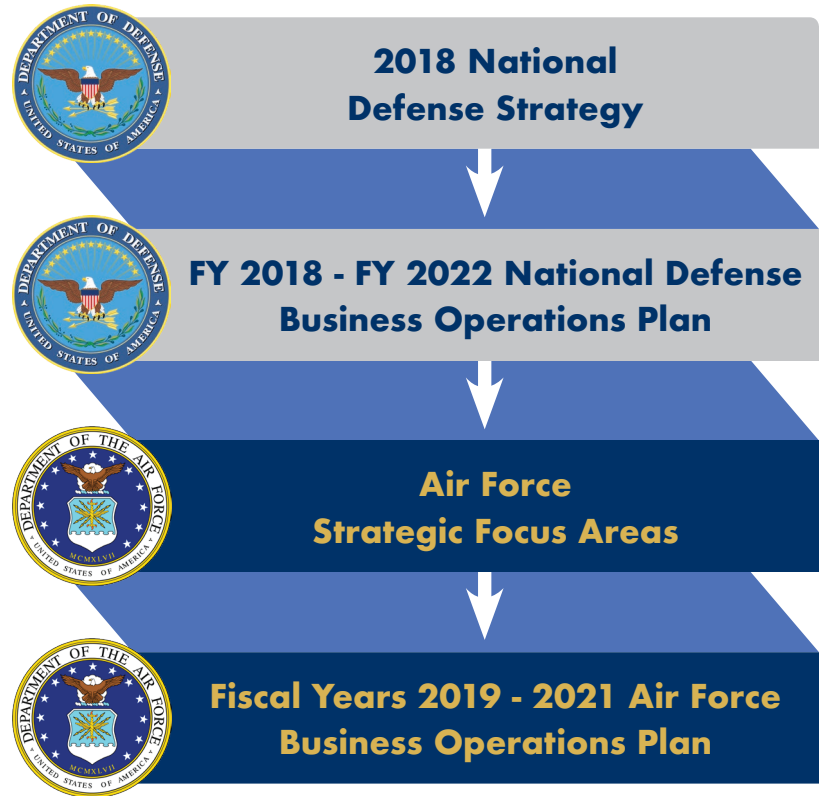 DEPARTMENT OF DEFENSE
UNITED STATES OF AMERICA
2018 National
Defense Strategy
DEPARTMENT OF DEFENSE
UNITED STATES OF AMERICA
FY 2018 - FY 2022 National Defense
Business Operations Plan
DEPARTMENT OF THE AIR FORCE
MCMXLVII
UNITED STATES OF AMERICA
Air Force
Strategic Focus Areas
DEPARTMENT OF THE AIR FORCE
MCMXLVII
UNITED STATES OF AMERICA
Fiscal Years 2019 - 2021 Air Force
Business Operations Plan